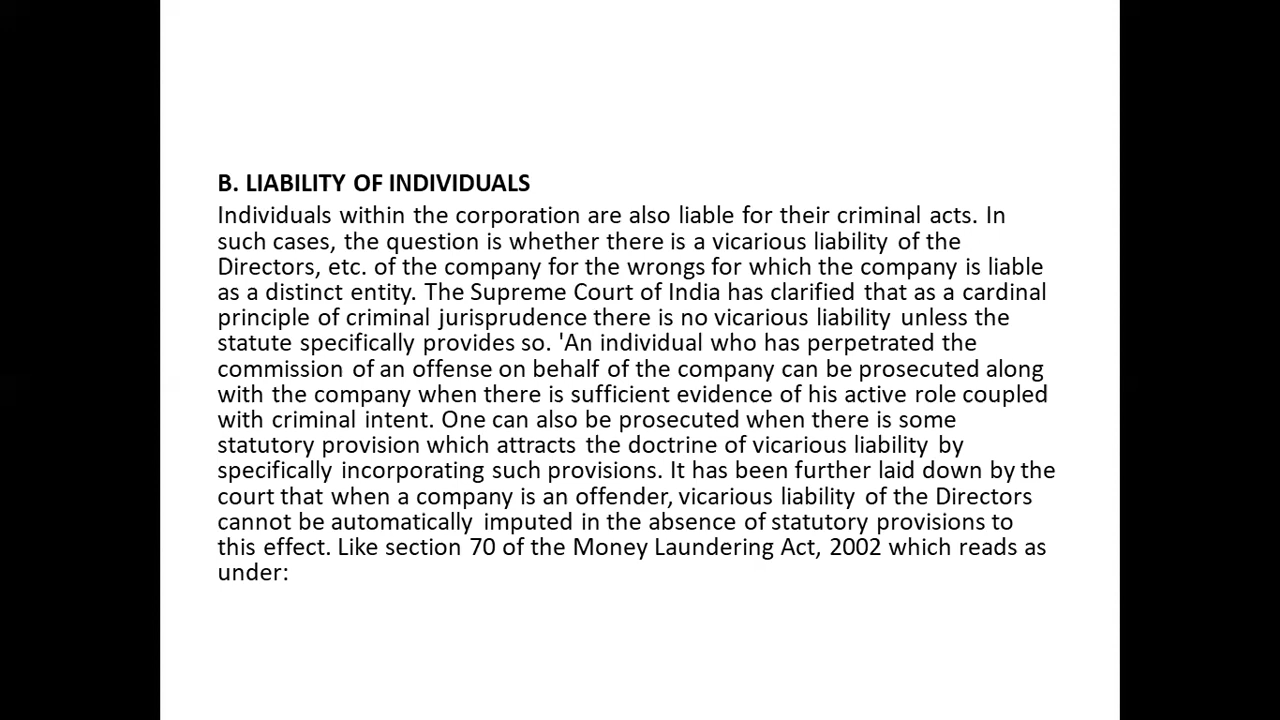 B. LIABILITY OF INDIVIDUALS
Individuals within the corporation are also liable for their criminal acts. In
such cases, the question is whether there is a vicarious liability of the
Directors, etc. of the company for the wrongs for which the company is liable
as a distinct entity. The Supreme Court of India has clarified that as a cardinal
principle of criminal jurisprudence there is no vicarious liability unless the
statute specifically provides so. 'An individual who has perpetrated the
commission of an offense on behalf of the company can be prosecuted along
with the company when there is sufficient evidence of his active role coupled
with criminal intent. One can also be prosecuted when there is some
statutory provision which attracts the doctrine of vicarious liability by
specifically incorporating such provisions. It has been further laid down by the
court that when a company is an offender, vicarious liability of the Directors
cannot be automatically imputed in the absence of statutory provisions to
this effect. Like section 70 of the Money Laundering Act, 2002 which reads as
under: